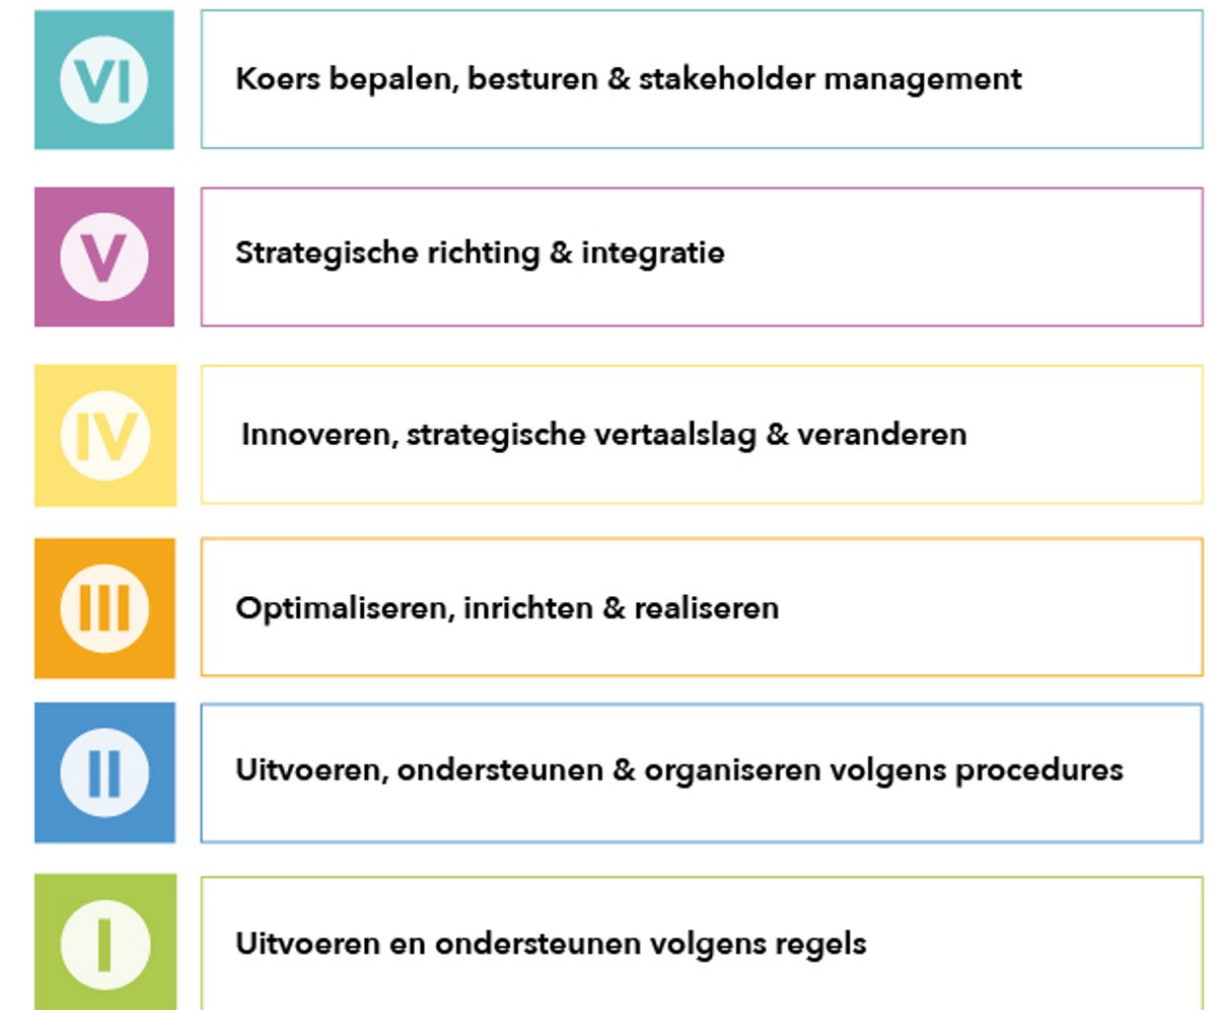 VI
Koers bepalen, besturen & stakeholder management
V
Strategische richting & integratie
IV
Innoveren, strategische vertaalslag & veranderen
III
Optimaliseren, inrichten & realiseren
II
Uitvoeren, ondersteunen & organiseren volgens procedures
I
Uitvoeren en ondersteunen volgens regels